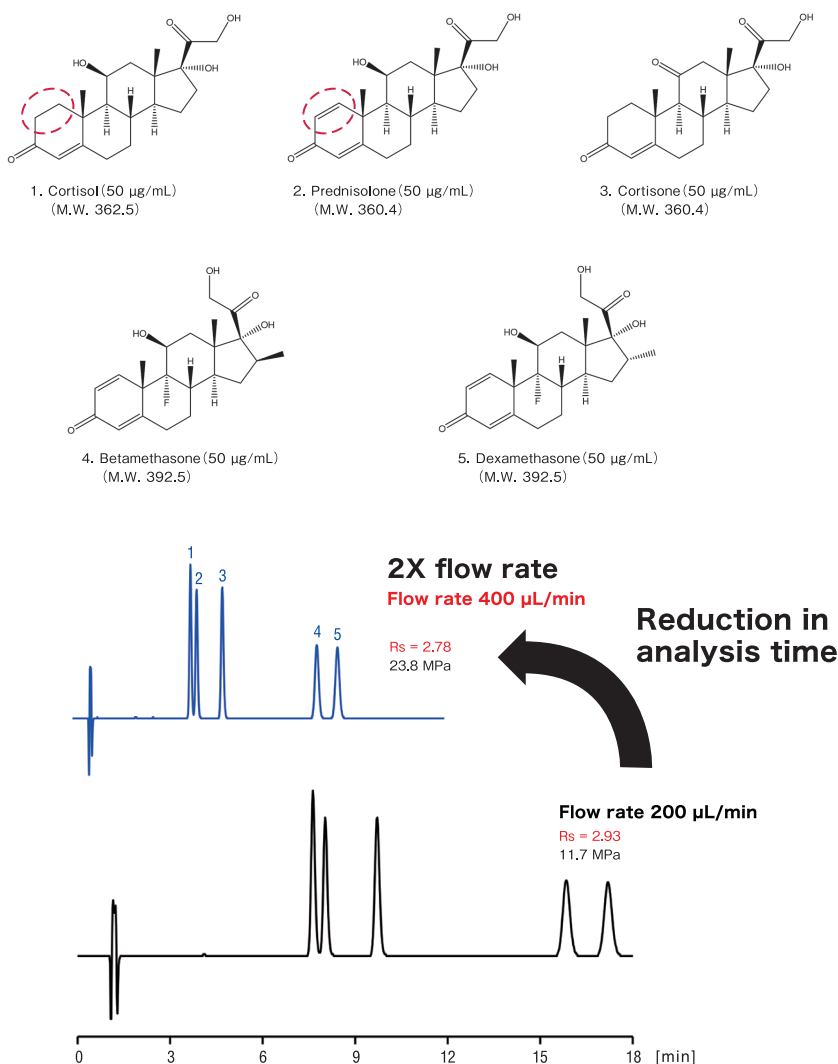 OH
O
HO
OH
H
H
H
O
1. Cortisol (50 µg/mL)
(M.W. 362.5)
OH
O
HO
OH
H
H
H
O
2. Prednisolone (50 µg/mL)
(M.W. 360.4)
OH
O
O
OH
H
H
H
O
3. Cortisone (50 µg/mL)
(M.W. 360.4)
OH
O
HO
OH
H
F
H
O
4. Betamethasone (50 µg/mL)
(M.W. 392.5)
OH
O
HO
OH
H
F
H
O
5. Dexamethasone (50 µg/mL)
(M.W. 392.5)
1
2
3
4
5
2X flow rate
Flow rate 400 µL/min
Rs = 2.78
23.8 MPa
Reduction in
analysis time
Flow rate 200 µL/min
Rs = 2.93
11.7 MPa
0 3 6 9 12 15 18 [min]